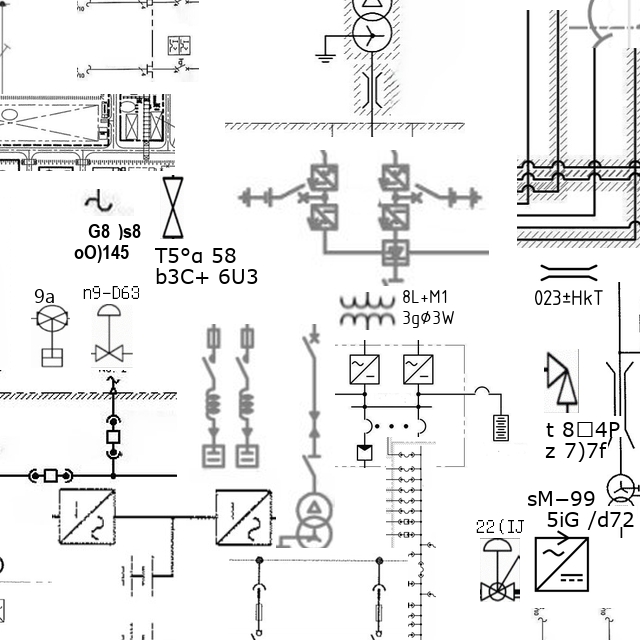 G8 )s8
oO)145
T5°a 58
b3C+ 6U3
9a
n9-D63
8L+M1
3gØ3W
023±HkT
t 8□4P
z 7)7f
sM−99
5iG /d72
22(IJ